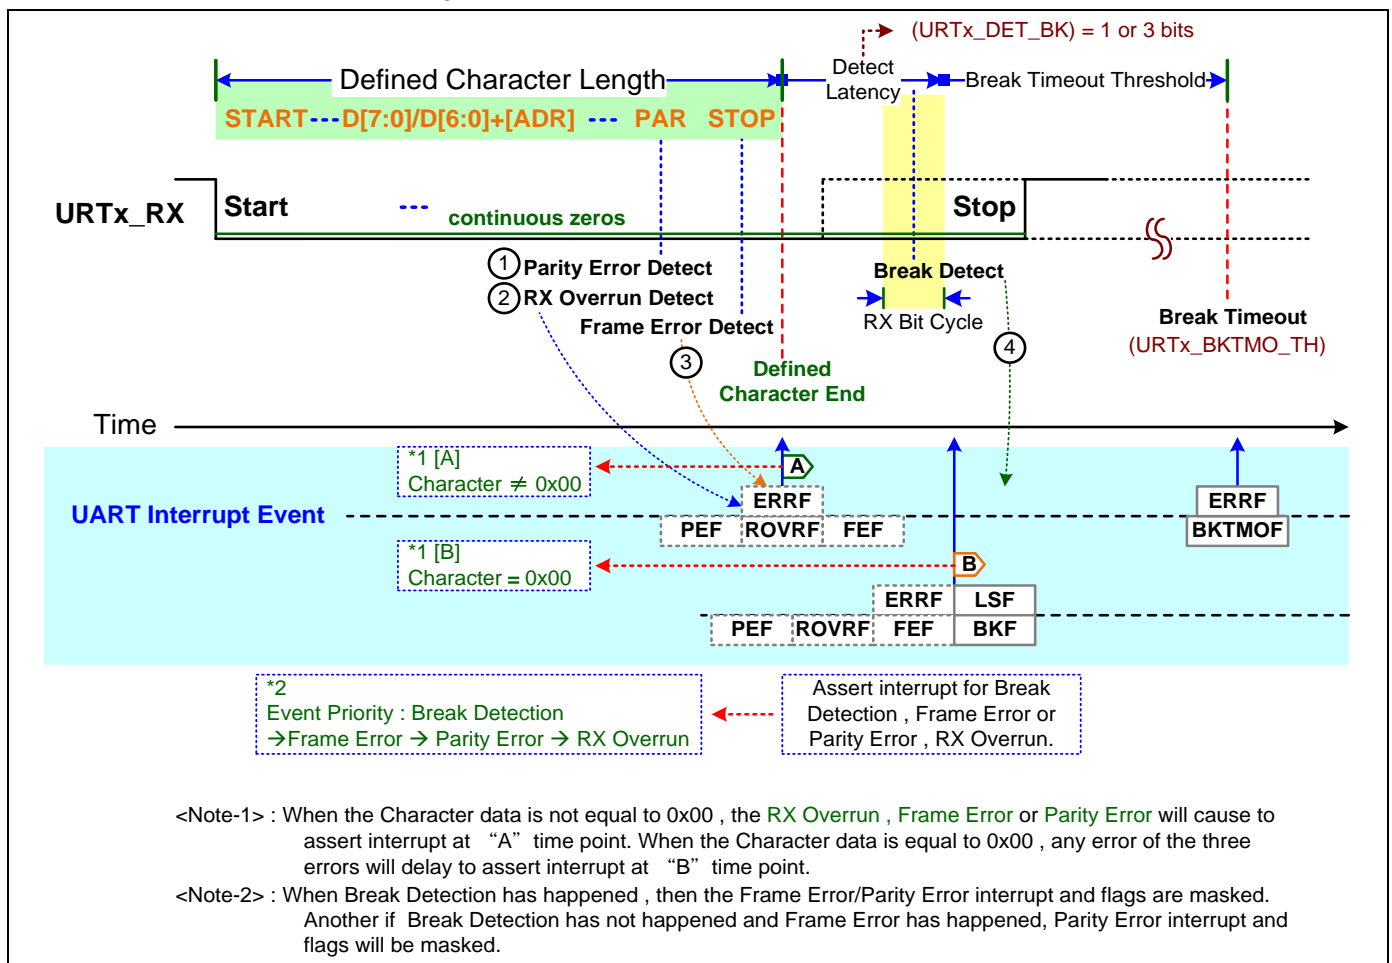 (URTx_DET_BK) = 1 or 3 bits
Defined Character Length
Detect
Latency
Break Timeout Threshold
START --- D[7:0]/D[6:0]+[ADR] --- PAR STOP
URTx_RX
Start
---
continuous zeros
Stop
1 Parity Error Detect
2 RX Overrun Detect
Frame Error Detect
3
Break Detect
RX Bit Cycle
4
Break Timeout
(URTx_BKTMO_TH)
Defined
Character End
Time
*1 [A]
Character ≠ 0x00
A
ERRF
ERRF
UART Interrupt Event
PEF ROVRF FEF
BKTMOF
*1 [B]
Character = 0x00
B
ERRF LSF
PEF ROVRF FEF BKF
*2
Event Priority : Break Detection
→Frame Error → Parity Error → RX Overrun
Assert interrupt for Break
Detection , Frame Error or
Parity Error , RX Overrun.
<Note-1> : When the Character data is not equal to 0x00 , the RX Overrun , Frame Error or Parity Error will cause to
assert interrupt at “A” time point. When the Character data is equal to 0x00 , any error of the three
errors will delay to assert interrupt at “B” time point.
<Note-2> : When Break Detection has happened , then the Frame Error/Parity Error interrupt and flags are masked.
Another if Break Detection has not happened and Frame Error has happened, Parity Error interrupt and
flags will be masked.